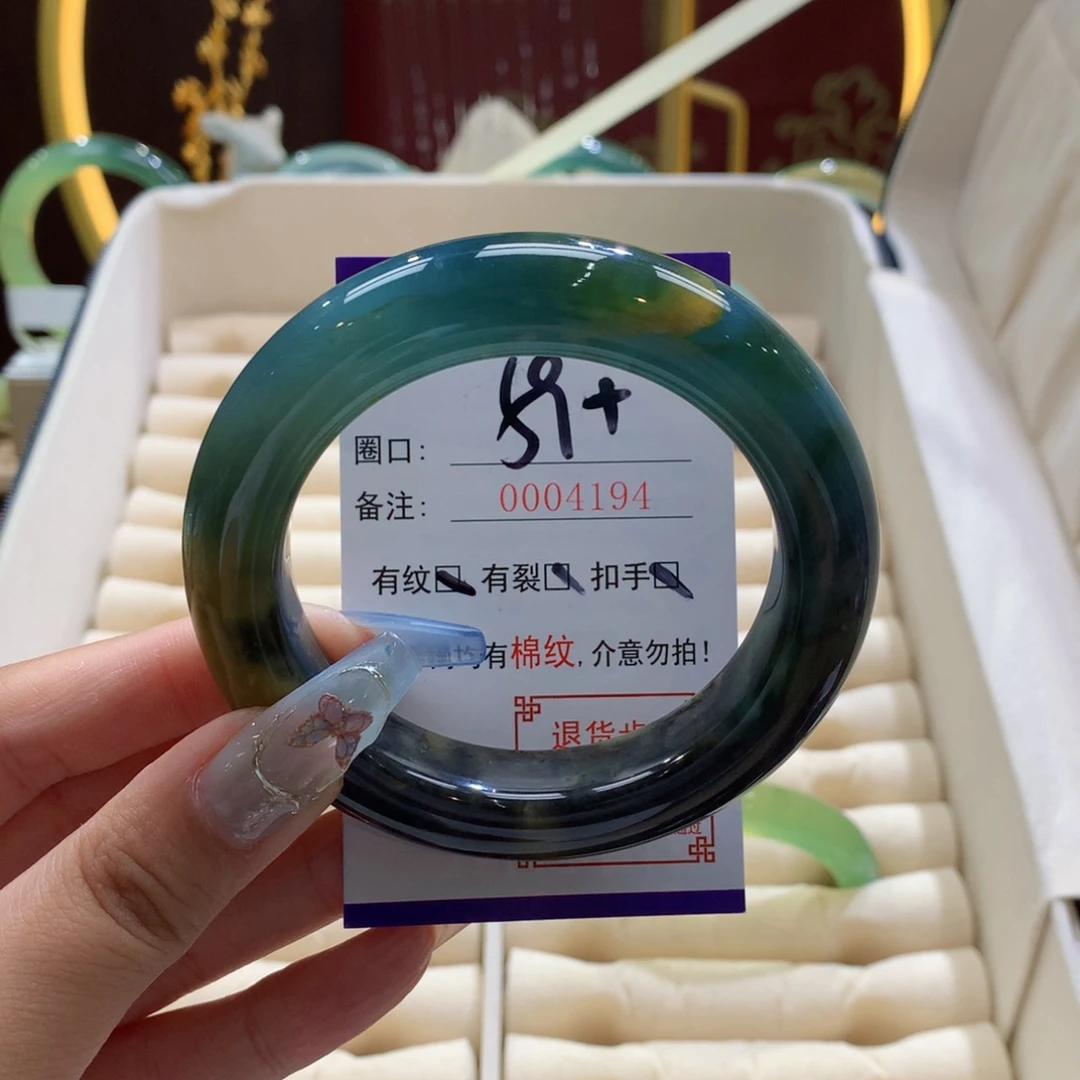 59+
圈口:
备注: 0004194
有纹□ 有裂□ 扣手□
均有棉纹,介意勿拍!
退货